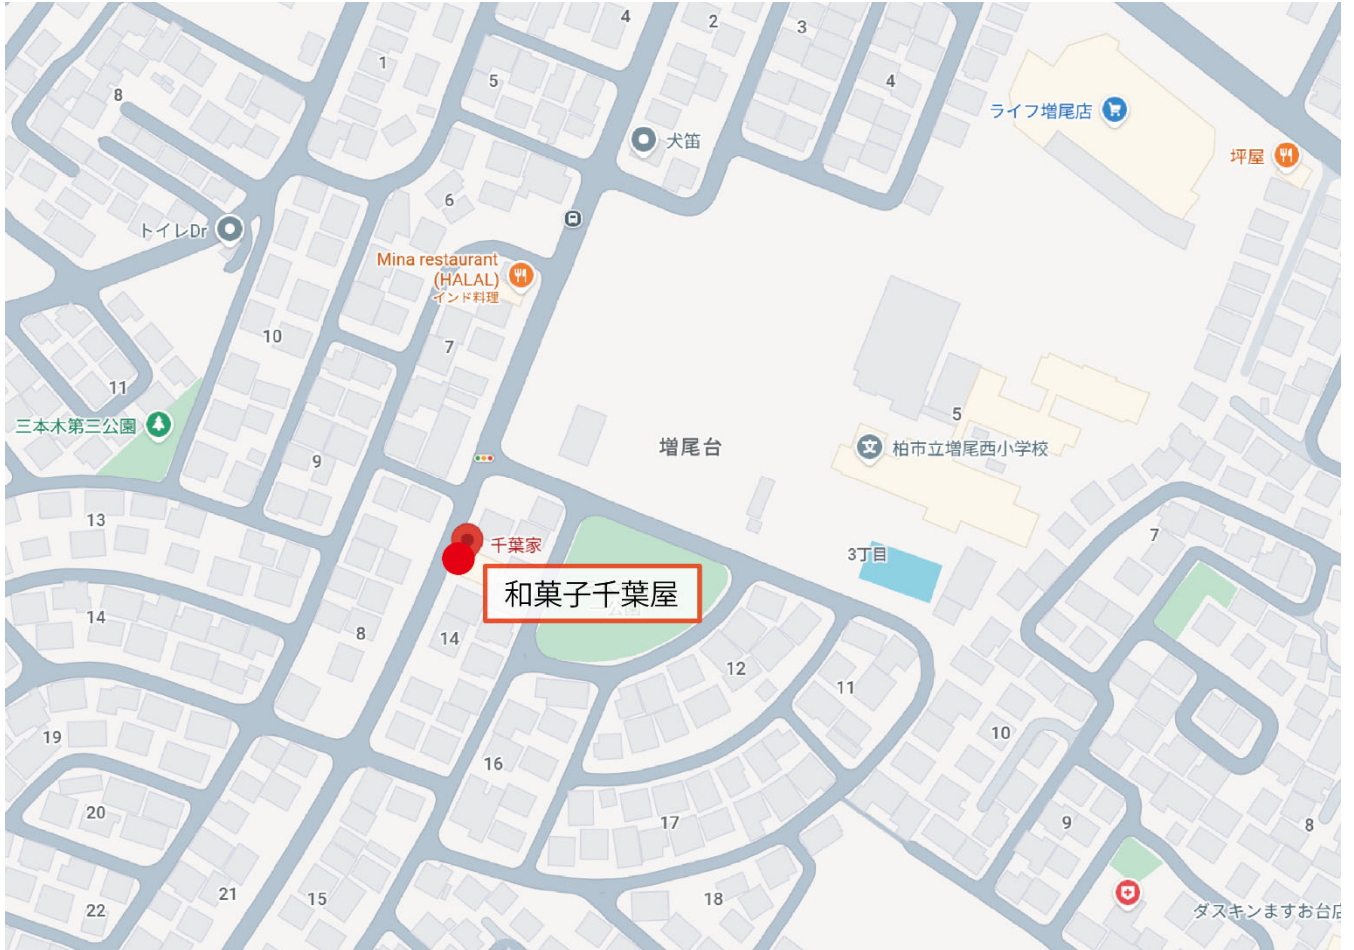 4
2
3
1
5
4
8
ライフ増尾店
犬笛
坪屋
6
トイレDr
Mina restaurant
(HALAL)
インド料理
10
7
11
三本木第三公園
5
増尾台
柏市立増尾西小学校
9
13
7
千葉家
3丁目
和菓子千葉屋
14
8
14
12
11
19
16
10
20
17
9
8
21
15
18
22
ダスキンますお台店